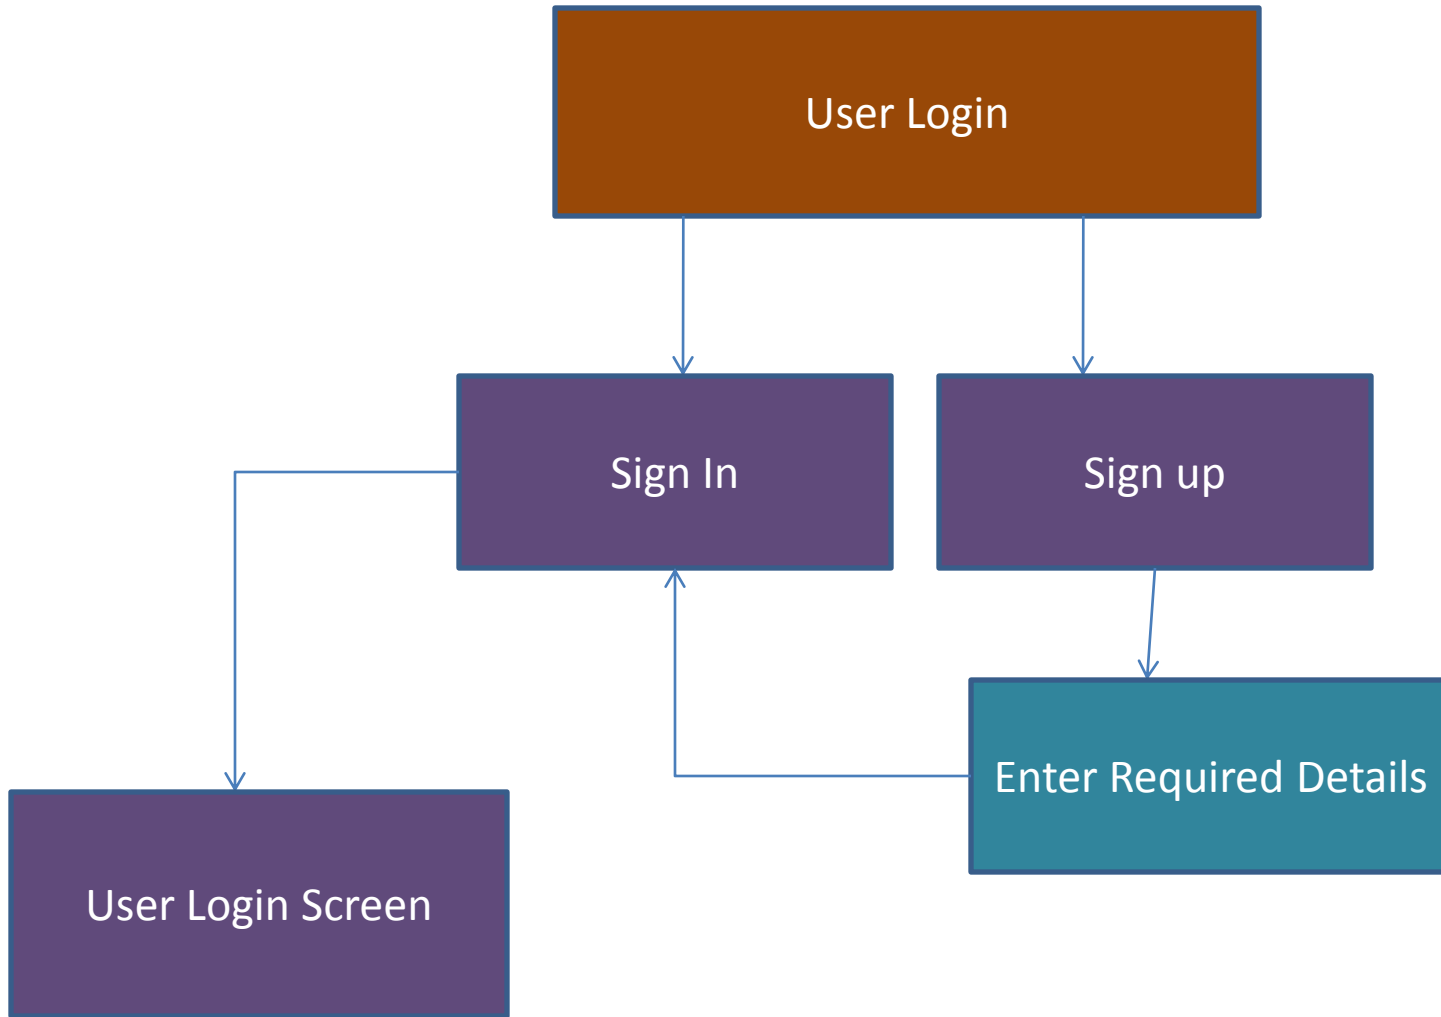 User Login
Sign In
Sign up
Enter Required Details
User Login Screen